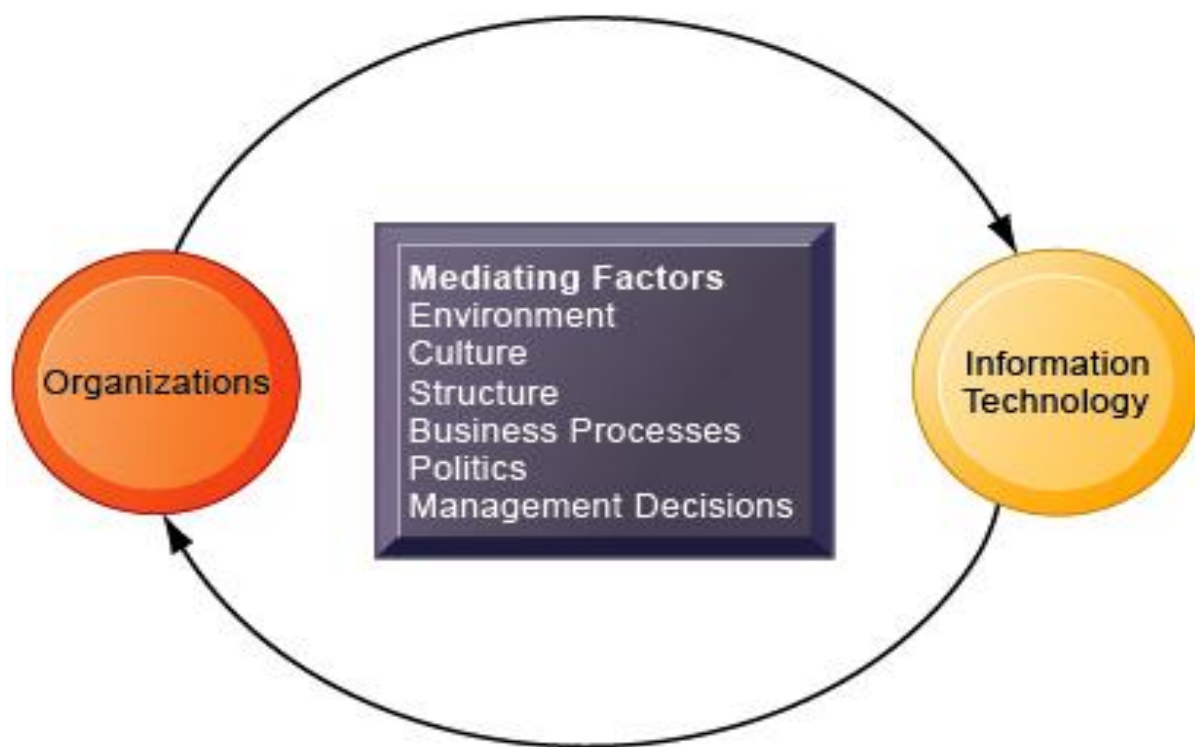 Organizations
Mediating Factors
Environment
Culture
Structure
Business Processes
Politics
Management Decisions
Information
Technology